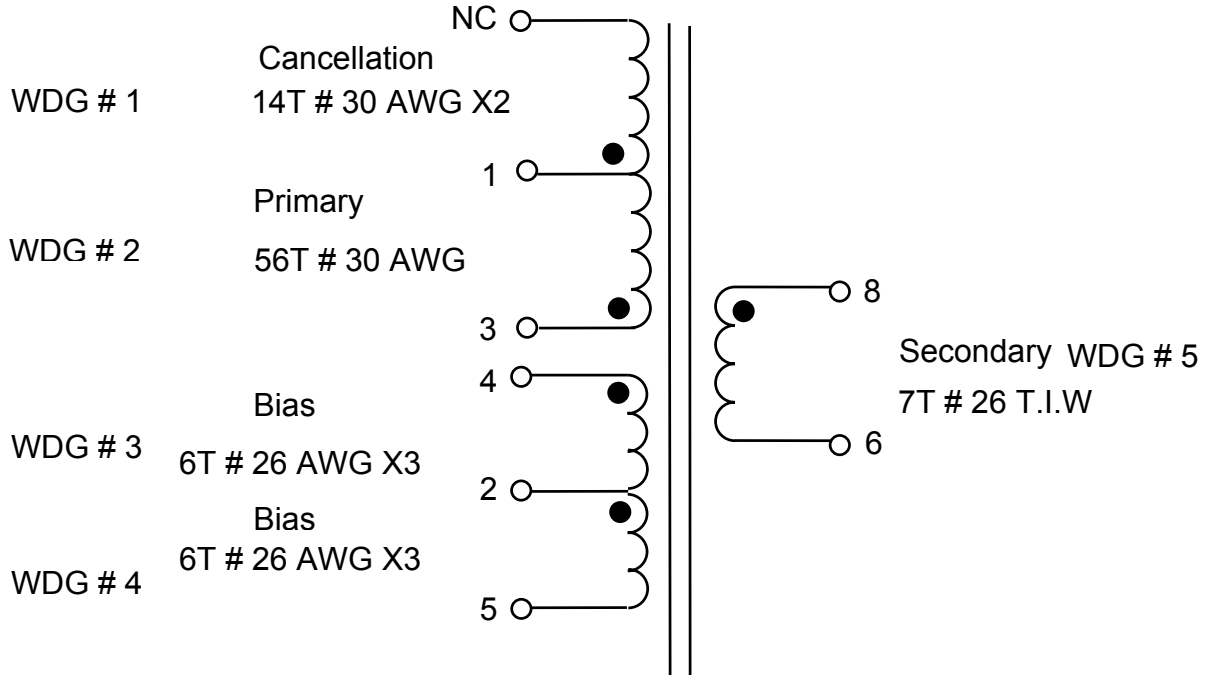 NC
Cancellation
WDG # 1
14T # 30 AWG X2
1
Primary
WDG # 2
56T # 30 AWG
3
4
Bias
WDG # 3
6T # 26 AWG X3
2
Bias
6T # 26 AWG X3
WDG # 4
5
8
Secondary WDG # 5
7T # 26 T.I.W
6